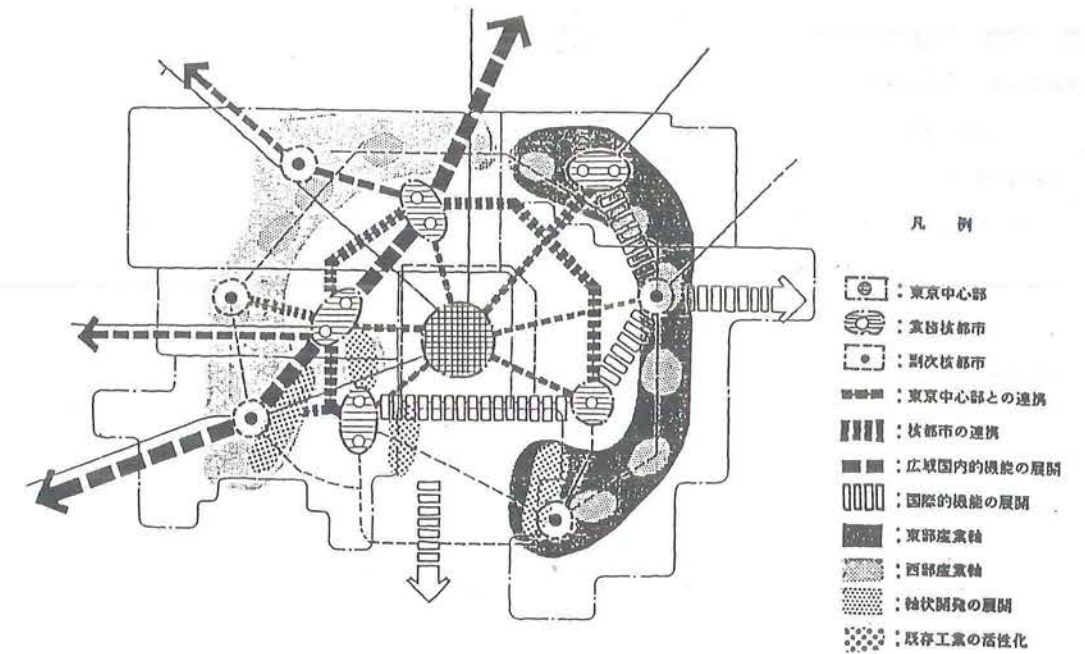 凡 例
：東京中心部
：業務核都市
：副次核都市
：東京中心部との連携
：核都市の連携
：広域国内的機能の展開
：国際的機能の展開
：東部産業軸
：西部産業軸
：軸状開発の展開
：既存工業の活性化